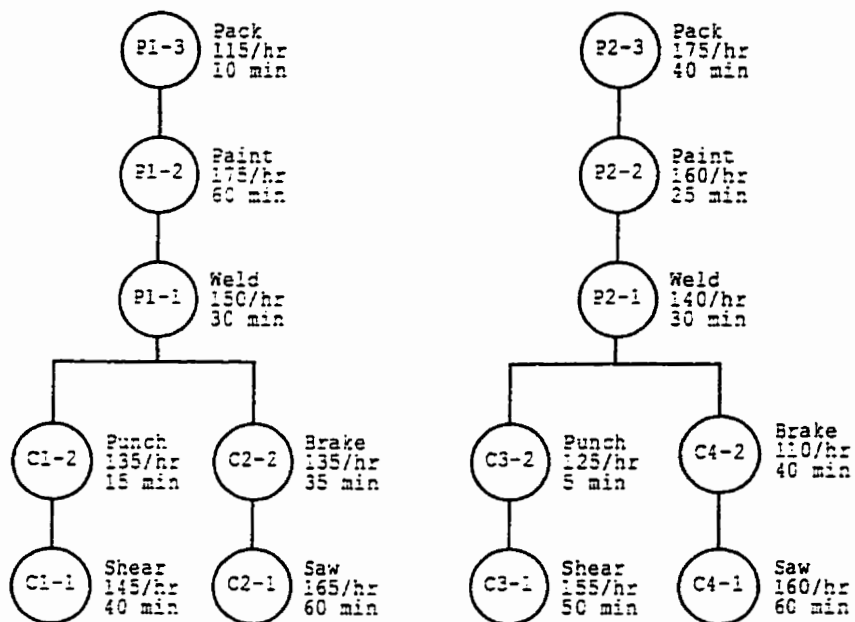 P1-3
Pack
115/hr
10 min
P2-3
Pack
175/hr
40 min
P1-2
Paint
175/hr
60 min
P2-2
Paint
160/hr
25 min
P1-1
Weld
150/hr
30 min
P2-1
Weld
140/hr
30 min
C1-2
Punch
135/hr
15 min
C2-2
Brake
135/hr
35 min
C3-2
Punch
125/hr
5 min
C4-2
Brake
110/hr
40 min
C1-1
Shear
145/hr
40 min
C2-1
Saw
165/hr
60 min
C3-1
Shear
155/hr
50 min
C4-1
Saw
160/hr
60 min